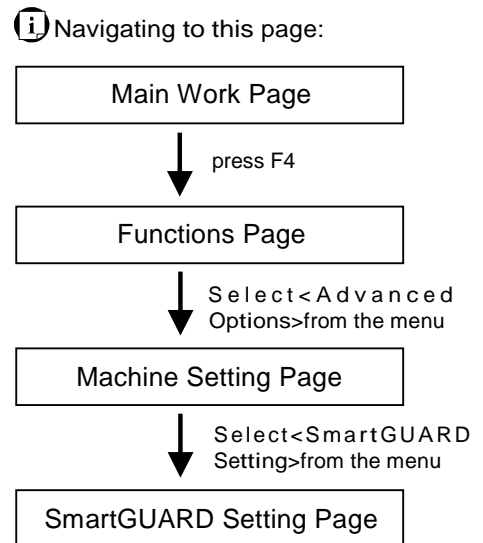 i Navigating to this page:
Main Work Page
press F4
Functions Page
Select<Advanced
Options>from the menu
Machine Setting Page
Select<SmartGUARD
Setting>from the menu
SmartGUARD Setting Page